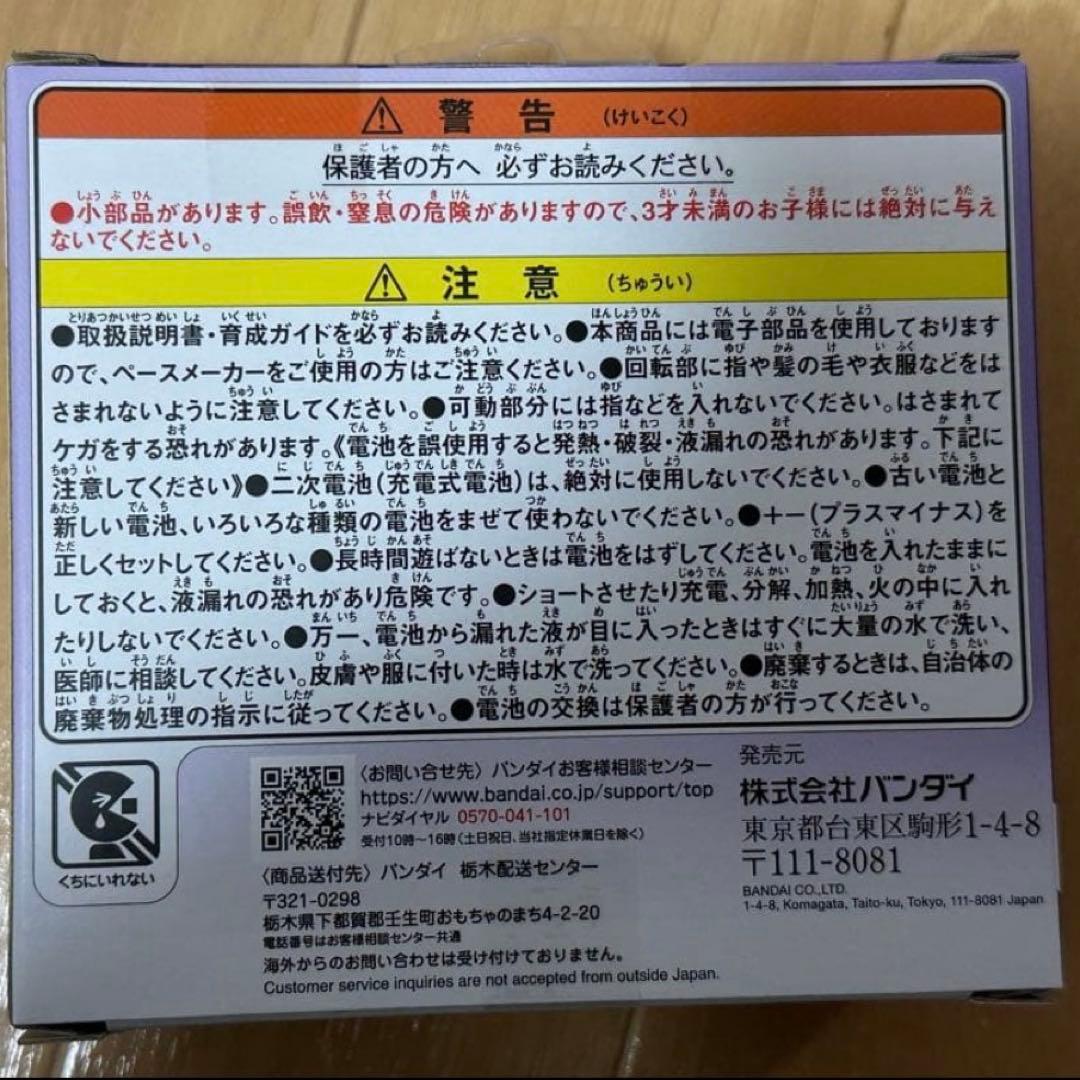 警告 (けいこく)
保護者の方へ 必ずお読みください。
●小部品があります。誤飲・窒息の危険がありますので、3才未満のお子様には絶対に与え
ないでください。
注意 (ちゅうい)
●取扱説明書・育成ガイドを必ずお読みください。●本商品には電子部品を使用しております
ので、ペースメーカーをご使用の方はご注意ください。●回転部に指や髪の毛や衣服などをは
さまれないように注意してください。●可動部分には指などを入れないでください。はさまれて
ケガをする恐れがあります。《電池を誤使用すると発熱・破裂・液漏れの恐れがあります。下記に
注意してください》●二次電池(充電式電池)は、絶対に使用しないでください。●古い電池と
新しい電池、いろいろな種類の電池をまぜて使わないでください。●+−(プラスマイナス)を
正しくセットしてください。●長時間遊ばないときは電池をはずしてください。電池を入れたままに
しておくと、液漏れの恐れがあり危険です。●ショートさせたり充電、分解、加熱、火の中に入れ
たりしないでください。●万一、電池から漏れた液が目に入ったときはすぐに大量の水で洗い、
医師に相談してください。皮膚や服に付いた時は水で洗ってください。●廃棄するときは、自治体の
廃棄物処理の指示に従ってください。●電池の交換は保護者の方が行ってください。
くちにいれない
〈お問い合せ先〉バンダイお客様相談センター
https://www.bandai.co.jp/support/top
ナビダイヤル 0570-041-101
受付10時〜16時(土日祝日、当社指定休業日を除く)
〈商品送付先〉バンダイ 栃木配送センター
〒321-0298
栃木県下都賀郡壬生町おもちゃのまち4-2-20
電話番号はお客様相談センター共通
海外からのお問い合わせは受け付けておりません。
Customer service inquiries are not accepted from outside Japan.
発売元
株式会社バンダイ
東京都台東区駒形1-4-8
〒111-8081
BANDAI CO.,LTD.
1-4-8, Komagata, Taito-ku, Tokyo, 111-8081 Japan